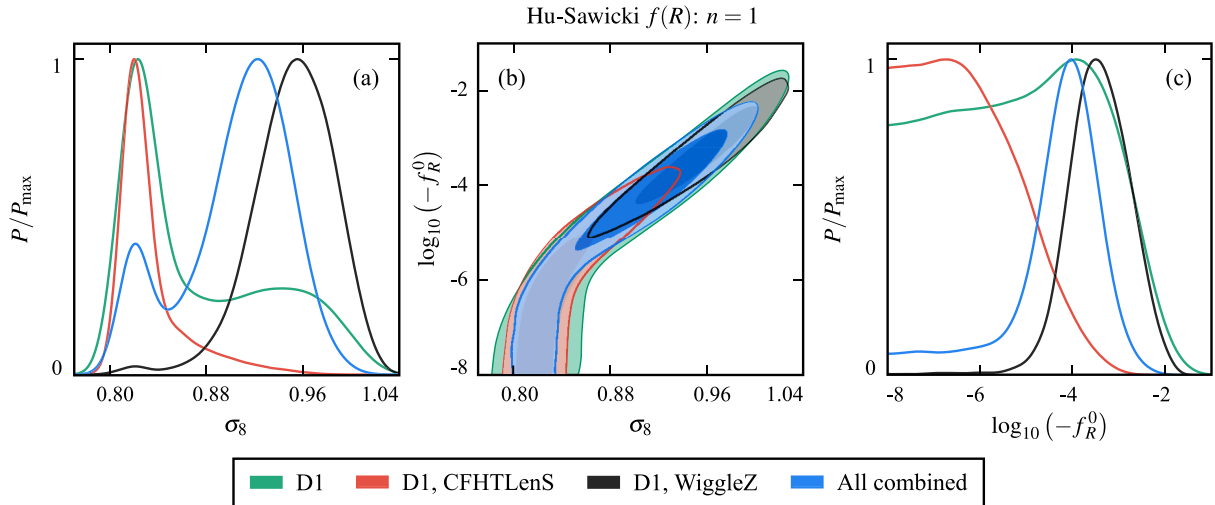 Hu-Sawicki f(R): n = 1
(a)
1
0
P/P_max
0.80 0.88 0.96 1.04
σ_8
(b)
-2
-4
-6
-8
log_10 (−f_R^0)
0.80 0.88 0.96 1.04
σ_8
(c)
1
0
P/P_max
-8 -6 -4 -2
log_10 (−f_R^0)
D1 D1, CFHTLenS D1, WiggleZ All combined